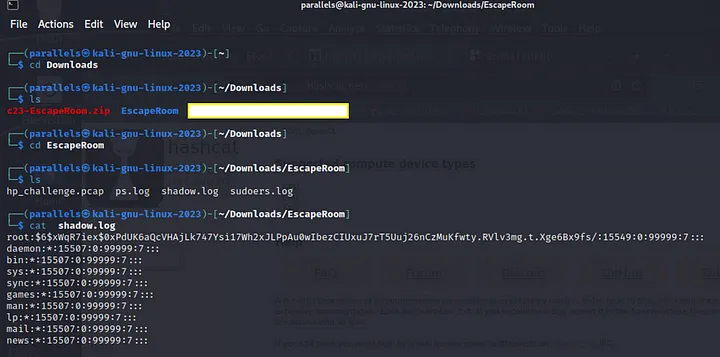 parallels@kali-gnu-linux-2023: ~/Downloads/EscapeRoom
File Actions Edit View Help
┌──(parallels㉿kali-gnu-linux-2023)-[~]
└─$ cd Downloads
┌──(parallels㉿kali-gnu-linux-2023)-[~/Downloads]
└─$ ls
c23-EscapeRoom.zip EscapeRoom
┌──(parallels㉿kali-gnu-linux-2023)-[~/Downloads]
└─$ cd EscapeRoom
hashcat
compute device types
┌──(parallels㉿kali-gnu-linux-2023)-[~/Downloads/EscapeRoom]
└─$ ls
hp_challenge.pcap ps.log shadow.log sudoers.log
┌──(parallels㉿kali-gnu-linux-2023)-[~/Downloads/EscapeRoom]
└─$ cat shadow.log
root:$6$xWqR7iex$0xPdUK6aQcVHAjLk747Ysi17Wh2xJLPpAu0wIbezCIUxuJ7rT5Uuj26nCzMuKfwty.RVlv3mg.t.Xge6Bx9fs/:15549:0:99999:7:::
daemon:*:15507:0:99999:7:::
bin:*:15507:0:99999:7:::
sys:*:15507:0:99999:7:::
sync:*:15507:0:99999:7:::
games:*:15507:0:99999:7:::
man:*:15507:0:99999:7:::
lp:*:15507:0:99999:7:::
mail:*:15507:0:99999:7:::
news:*:15507:0:99999:7:::